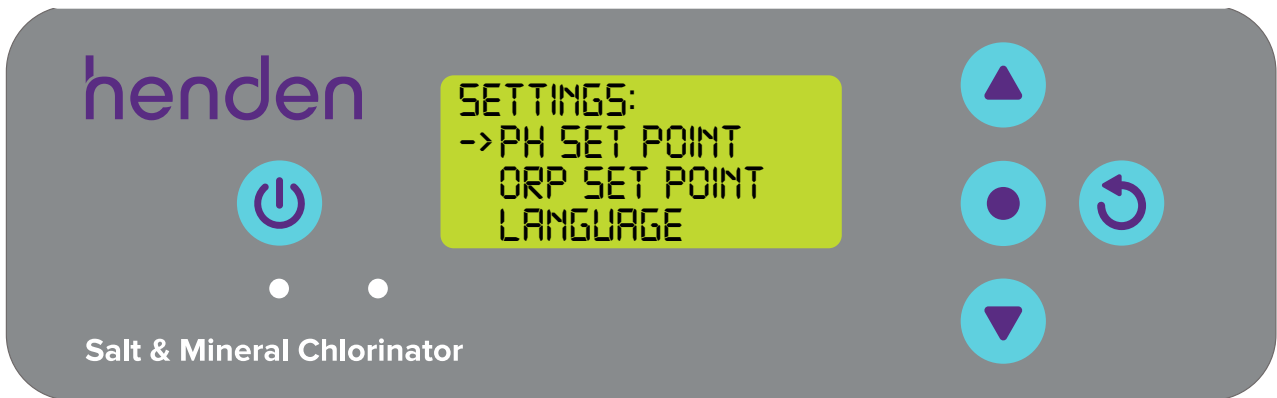 henden
SETTINGS:
->PH SET POINT
ORP SET POINT
LANGUAGE
Salt & Mineral Chlorinator